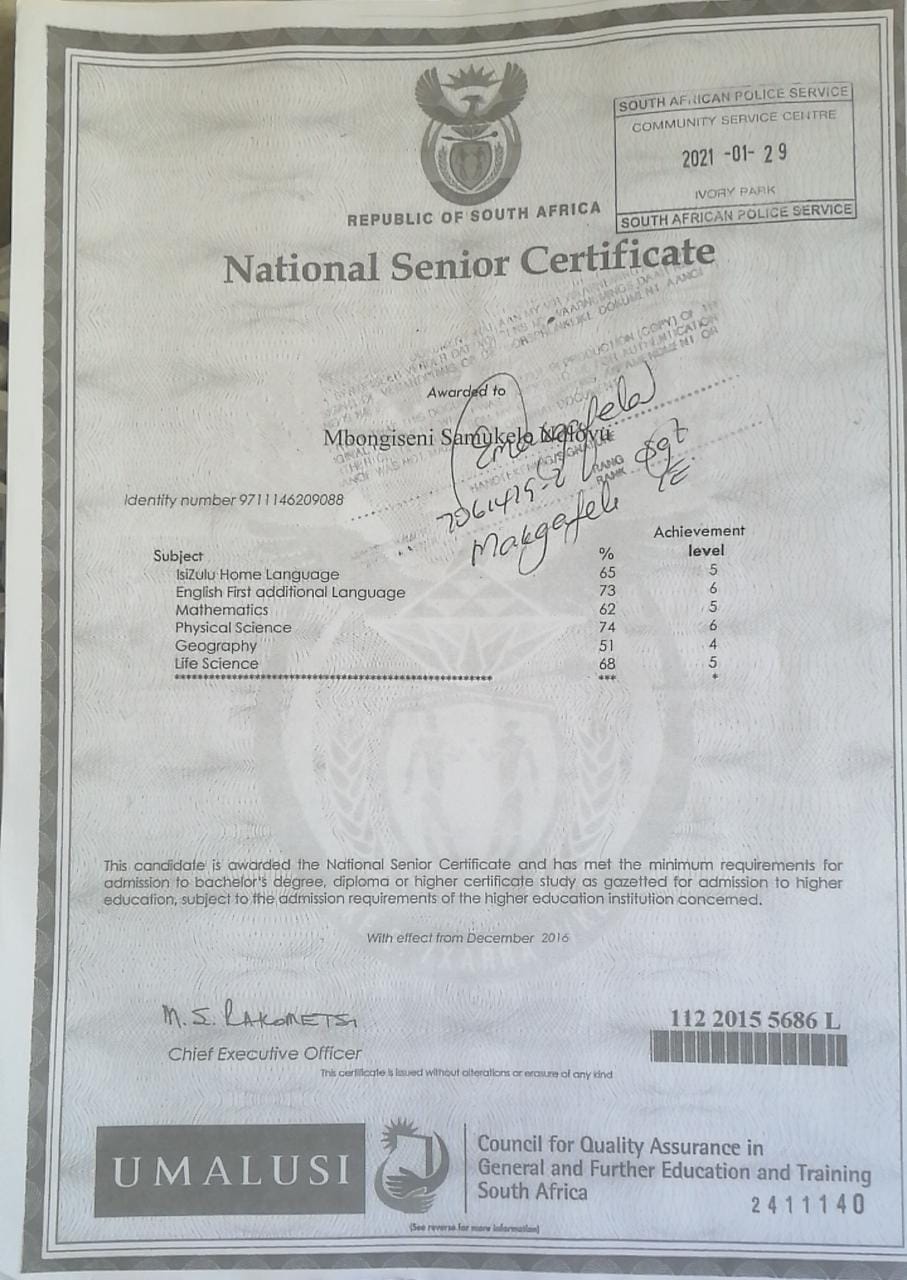 SOUTH AFRICAN POLICE SERVICE
COMMUNITY SERVICE CENTRE
2021 -01- 29
IVORY PARK
SOUTH AFRICAN POLICE SERVICE
REPUBLIC OF SOUTH AFRICA
National Senior Certificate
Awarded to
Mbongiseni Samukelo Ndlovu
Identity number 9711146209088
RANG
RANK
Sgt
Makgafela
Subject % Achievement level
IsiZulu Home Language 65 5
English First additional Language 73 6
Mathematics 62 5
Physical Science 74 6
Geography 51 4
Life Science 68 5
This candidate is awarded the National Senior Certificate and has met the minimum requirements for
admission to bachelor's degree, diploma or higher certificate study as gazetted for admission to higher
education, subject to the admission requirements of the higher education institution concerned.
With effect from December 2016
M. S. RAKOMETSI
Chief Executive Officer
112 2015 5686 L
This certificate is issued without alterations or erasure of any kind
UMALUSI
Council for Quality Assurance in
General and Further Education and Training
South Africa
2411140
(See reverse for more information)